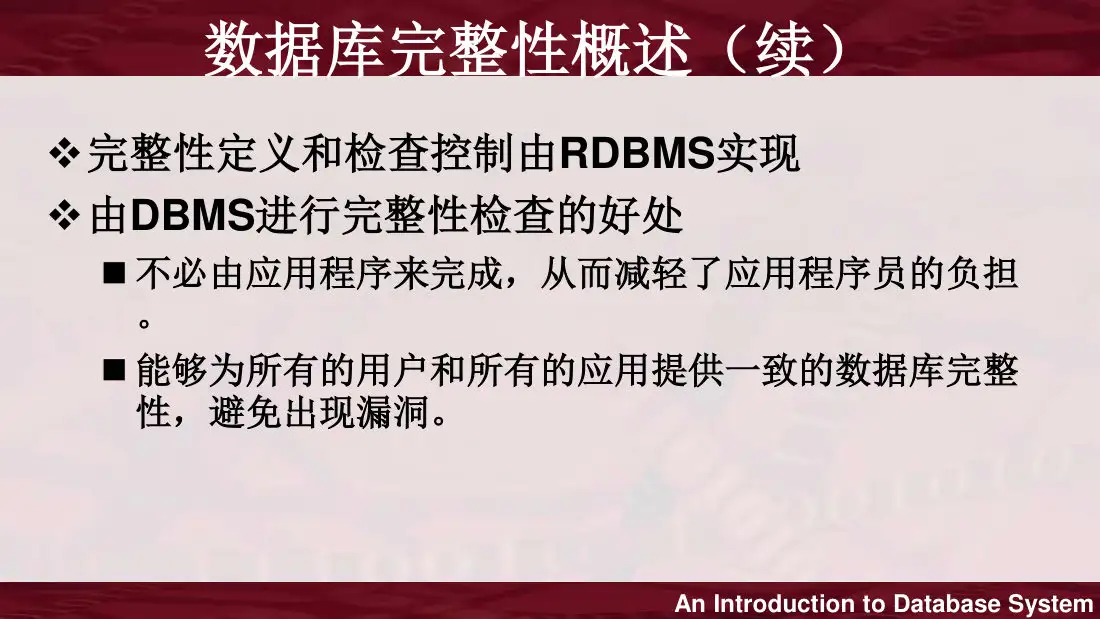 数据库完整性概述（续）
❖完整性定义和检查控制由RDBMS实现
❖由DBMS进行完整性检查的好处
■ 不必由应用程序来完成，从而减轻了应用程序员的负担
。
■ 能够为所有的用户和所有的应用提供一致的数据库完整
性，避免出现漏洞。
An Introduction to Database System